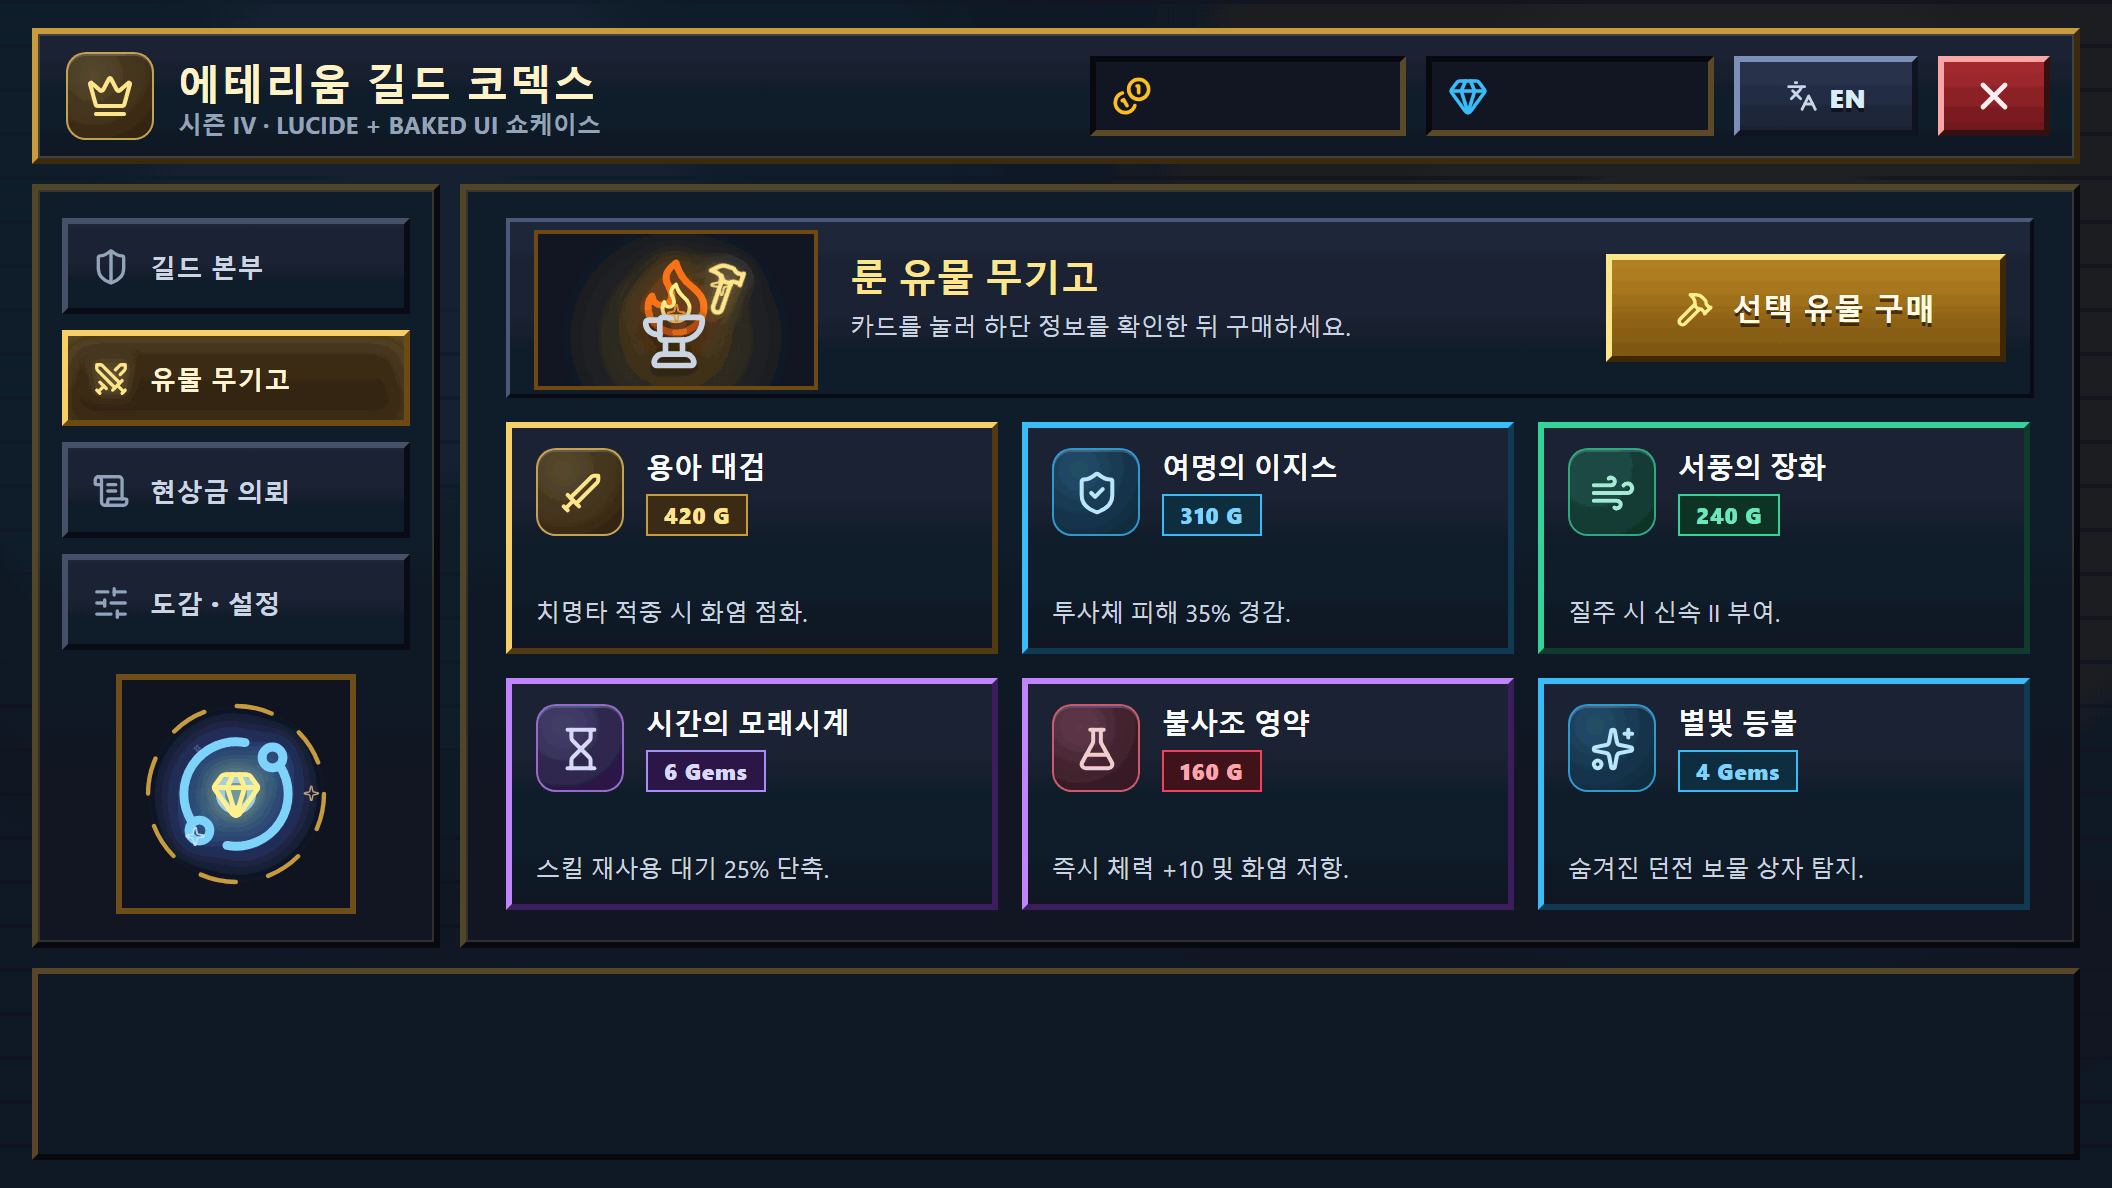 에테리움 길드 코덱스
시즌 IV · LUCIDE + BAKED UI 쇼케이스
EN
길드 본부
유물 무기고
현상금 의뢰
도감 · 설정
룬 유물 무기고
카드를 눌러 하단 정보를 확인한 뒤 구매하세요.
선택 유물 구매
용아 대검
420 G
치명타 적중 시 화염 점화.
여명의 이지스
310 G
투사체 피해 35% 경감.
서풍의 장화
240 G
질주 시 신속 II 부여.
시간의 모래시계
6 Gems
스킬 재사용 대기 25% 단축.
불사조 영약
160 G
즉시 체력 +10 및 화염 저항.
별빛 등불
4 Gems
숨겨진 던전 보물 상자 탐지.